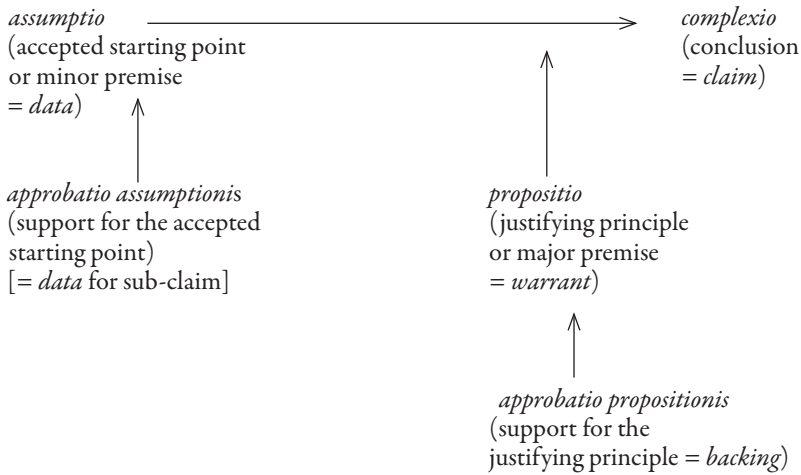 assumptio
(accepted starting point
or minor premise
= data)
complexio
(conclusion
= claim)
approbatio assumptionis
(support for the accepted
starting point)
[= data for sub-claim]
propositio
(justifying principle
or major premise
= warrant)
approbatio propositionis
(support for the
justifying principle = backing)